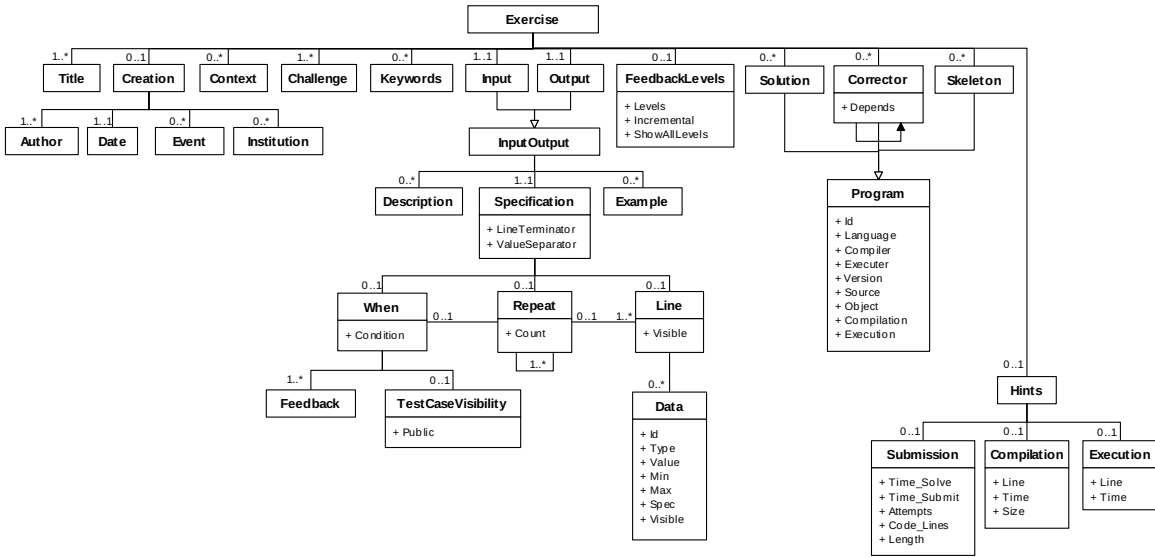 Exercise
1..* 0..1 0..* 1..* 0..* 1..1 1..1 0..1 0..* 0..* 0..*
Title Creation Context Challenge Keywords Input Output FeedbackLevels Solution Corrector Skeleton
+ Levels
+ Incremental
+ ShowAllLevels
+ Depends
1..* 1..1 0..* 0..*
Author Date Event Institution
InputOutput
0..* 1..1 0..*
Description Specification Example
+ LineTerminator
+ ValueSeparator
Program
+ Id
+ Language
+ Compiler
+ Executer
+ Version
+ Source
+ Object
+ Compilation
+ Execution
0..1 0..1 0..1
When Repeat Line
0..1 0..1 1..*
+ Condition + Count + Visible
1..*
1..* 0..1 0..*
Feedback TestCaseVisibility
+ Public
Data
+ Id
+ Type
+ Value
+ Min
+ Max
+ Spec
+ Visible
0..1
Hints
0..1 0..1 0..1
Submission Compilation Execution
+ Time_Solve
+ Time_Submit
+ Attempts
+ Code_Lines
+ Length
+ Line
+ Time
+ Size
+ Line
+ Time